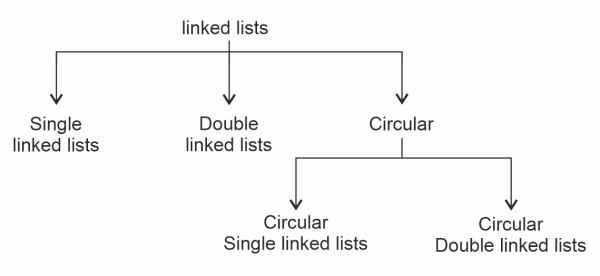 linked lists
Single
linked lists
Double
linked lists
Circular
Circular
Single linked lists
Circular
Double linked lists